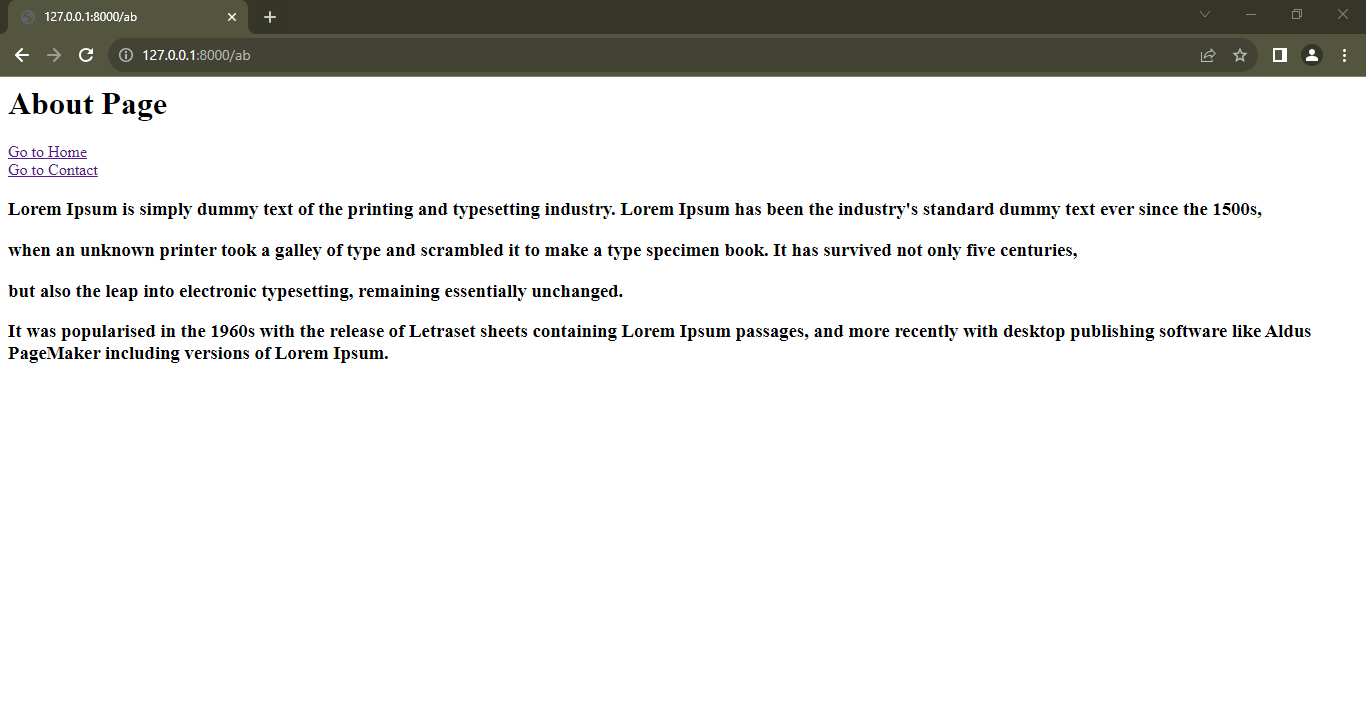 127.0.0.1:8000/ab
127.0.0.1:8000/ab
About Page
Go to Home
Go to Contact
Lorem Ipsum is simply dummy text of the printing and typesetting industry. Lorem Ipsum has been the industry's standard dummy text ever since the 1500s,
when an unknown printer took a galley of type and scrambled it to make a type specimen book. It has survived not only five centuries,
but also the leap into electronic typesetting, remaining essentially unchanged.
It was popularised in the 1960s with the release of Letraset sheets containing Lorem Ipsum passages, and more recently with desktop publishing software like Aldus
PageMaker including versions of Lorem Ipsum.